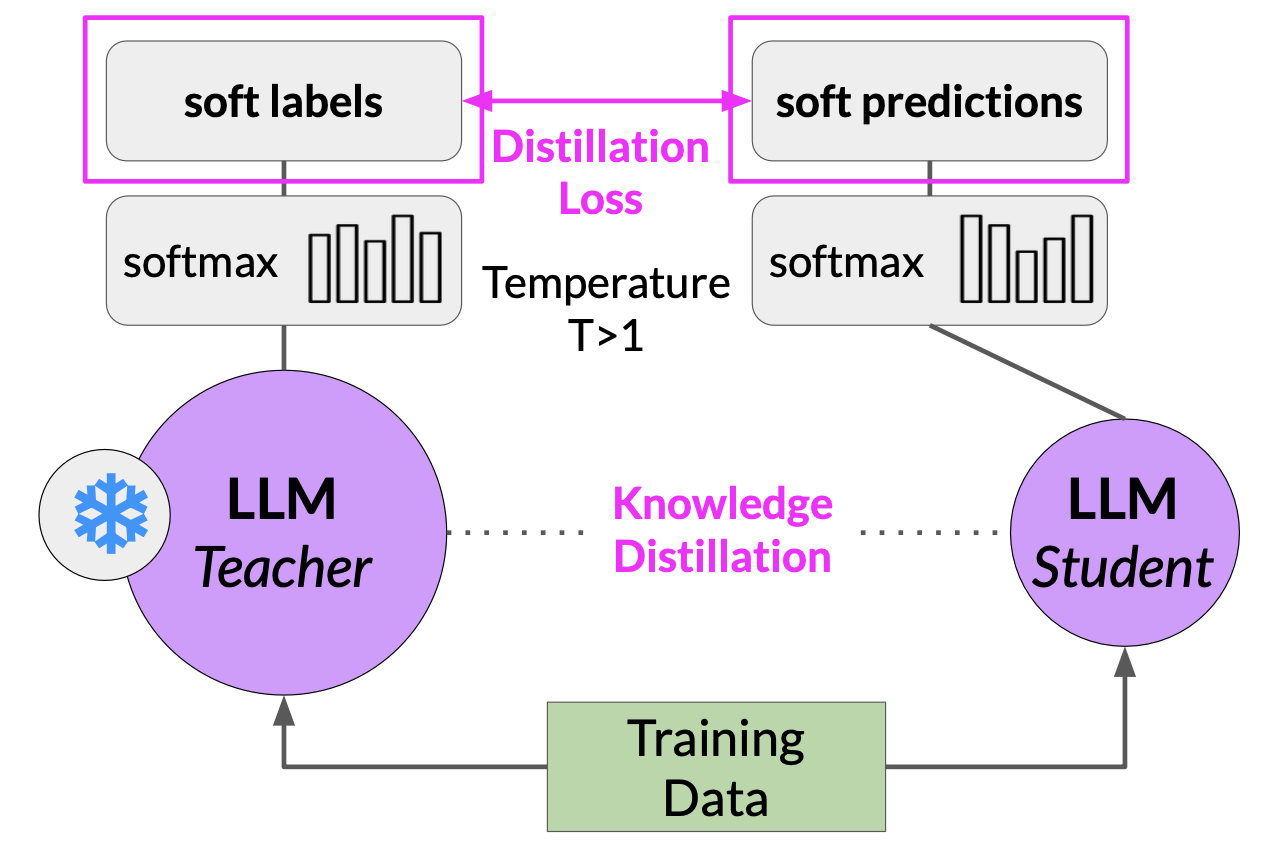 soft labels
soft predictions
Distillation
Loss
softmax
softmax
Temperature
T>1
LLM
Teacher
Knowledge
Distillation
LLM
Student
Training
Data